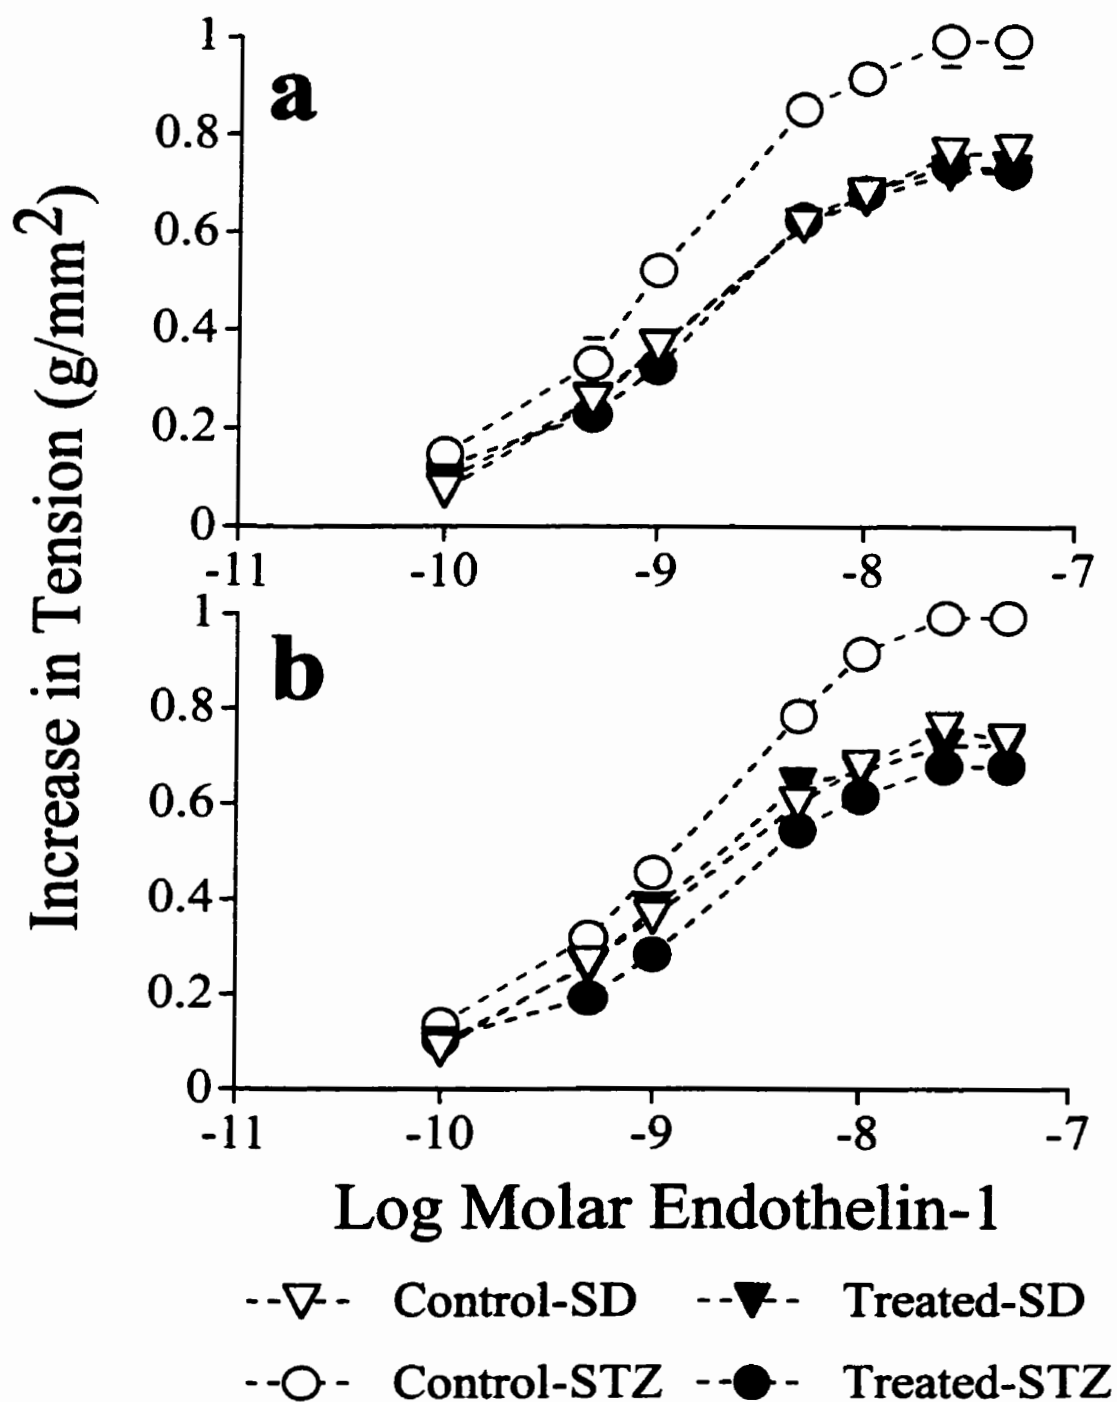 Increase in Tension (g/mm²)
a
1
0.8
0.6
0.4
0.2
0
-11 -10 -9 -8 -7
b
1
0.8
0.6
0.4
0.2
0
-11 -10 -9 -8 -7
Log Molar Endothelin-1
Control-SD Treated-SD
Control-STZ Treated-STZ